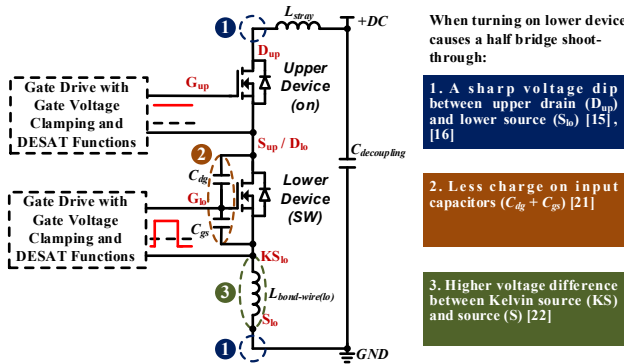 L_stray
+DC
1
D_up
G_up
Gate Drive with
Gate Voltage
Clamping and
DESAT Functions
Upper
Device
(on)
S_up / D_lo
2
C_dg
C_decoupling
G_lo
Lower
Device
(SW)
C_gs
Gate Drive with
Gate Voltage
Clamping and
DESAT Functions
KS_lo
3
L_bond-wire(lo)
S_lo
1
GND
When turning on lower device
causes a half bridge shoot-
through:
1. A sharp voltage dip
between upper drain (D_up)
and lower source (S_lo) [15],
[16]
2. Less charge on input
capacitors (C_dg + C_gs) [21]
3. Higher voltage difference
between Kelvin source (KS)
and source (S) [22]